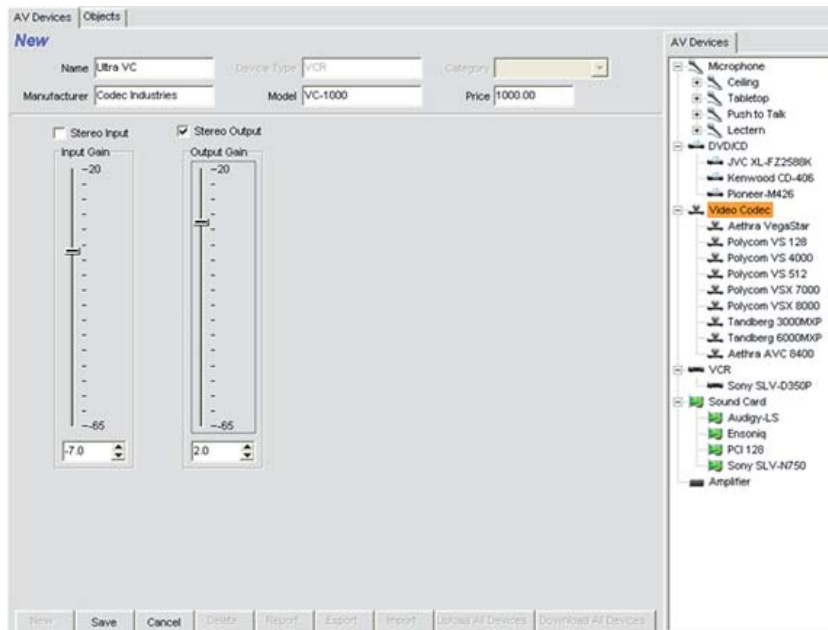 AV Devices Objects
New
Name Ultra VC Device Type VCR Category
Manufacturer Codec Industries Model VC-1000 Price 1000.00
Stereo Input Stereo Output
Input Gain Output Gain
-20 -20
--65 --65
-7.0 2.0
New Save Cancel Delete Report Export Import Upload All Devices Download All Devices
AV Devices
Microphone
Ceiling
Tabletop
Push to Talk
Lectern
DVD/CD
JVC XL-FZ258BK
Kenwood CD-406
Pioneer-M426
Video Codec
Aethra VegaStar
Polycom VS 128
Polycom VS 4000
Polycom VS 512
Polycom VSX 7000
Polycom VSX 8000
Tandberg 3000MXP
Tandberg 6000MXP
Aethra AVC 8400
VCR
Sony SLV-D350P
Sound Card
Audigy-LS
Ensoniq
PCI 128
Sony SLV-N750
Amplifier